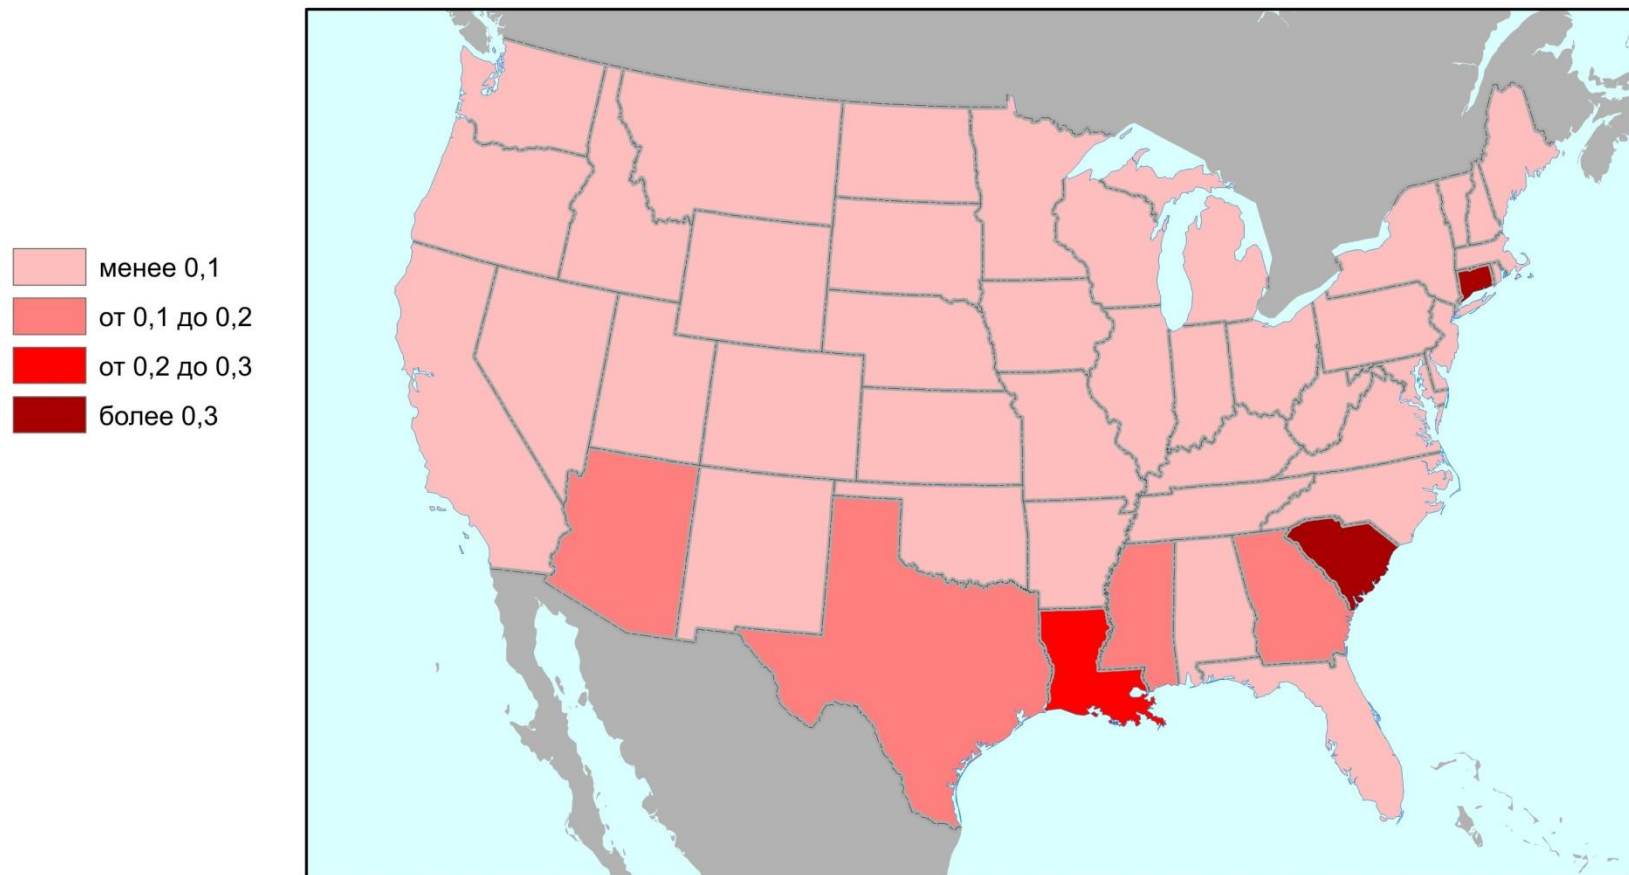 менее 0,1
от 0,1 до 0,2
от 0,2 до 0,3
более 0,3